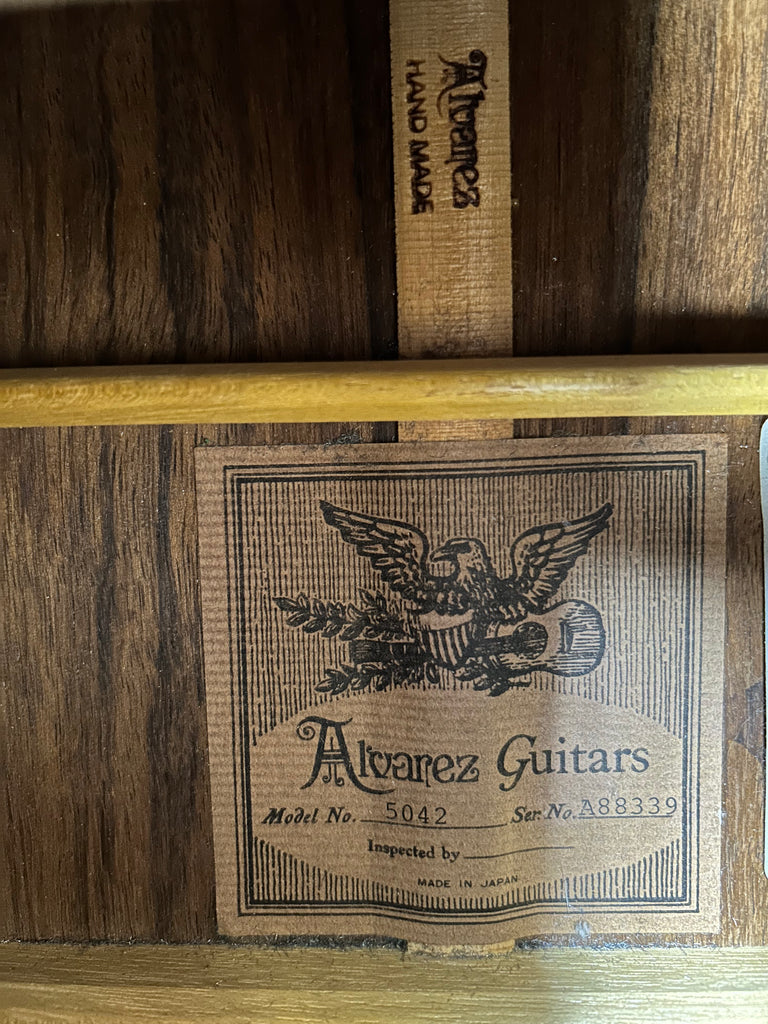 Alvarez
HAND MADE
Alvarez Guitars
Model No. 5042 Ser. No. A88339
Inspected by
MADE IN JAPAN